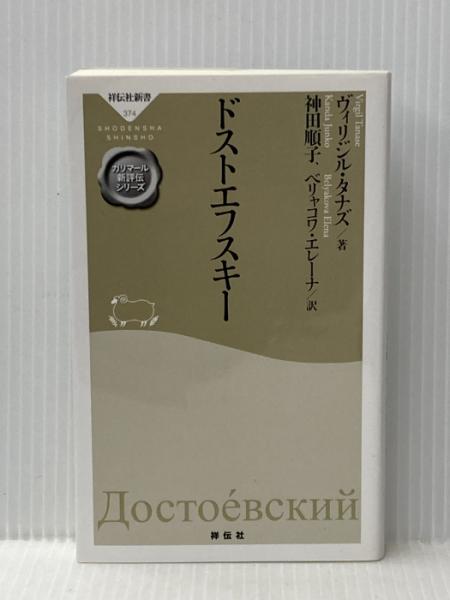 祥伝社新書
374
SHODENSHA
SHINSHO
ガリマール
新評伝
シリーズ
ドストエフスキー
Virgil Tanase
ヴィリジル・タナズ/著
Kanda Junko
Belyakova Elena
神田順子、ベリャコワ・エレーナ/訳
Достоéвский
祥伝社